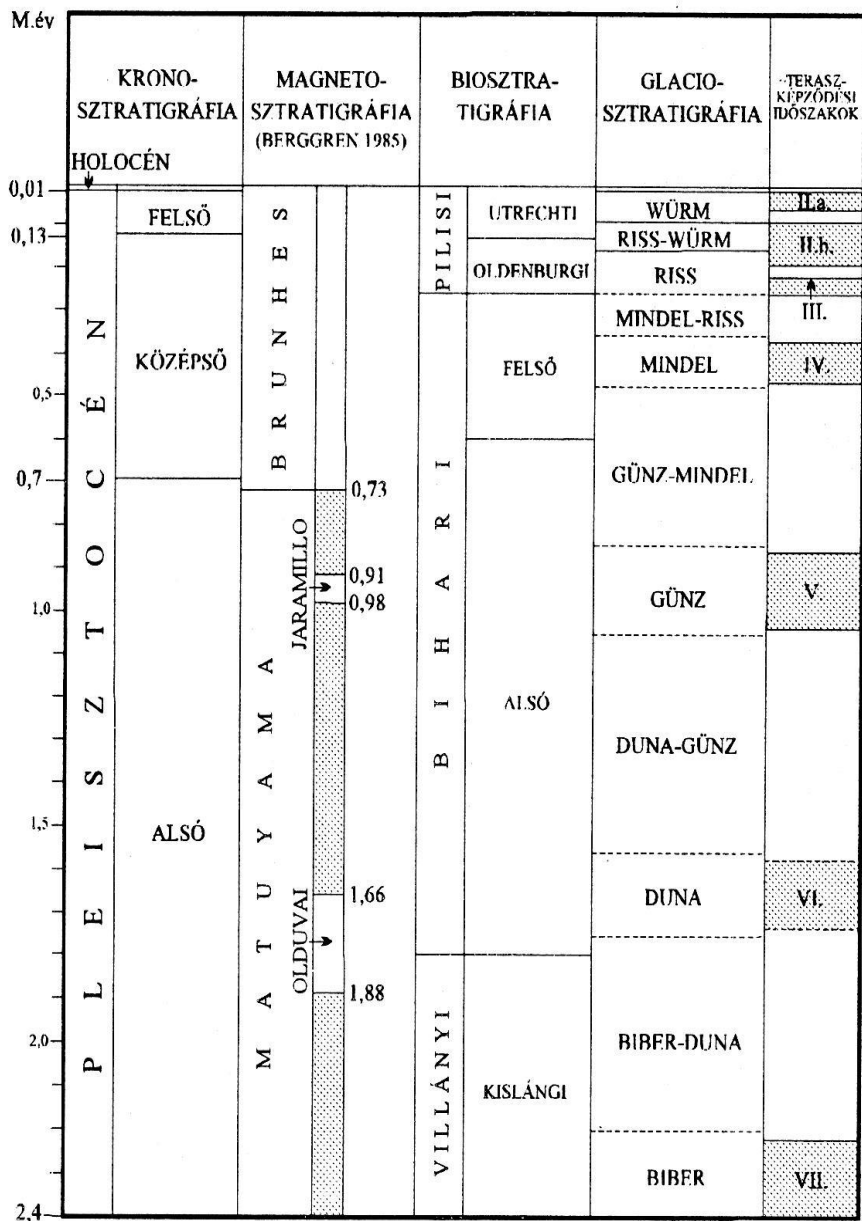 M.év
KRONO-
SZTRATIGRÁFIA
MAGNETO-
SZTRATIGRÁFIA
(BERGGREN 1985)
BIOSZTRA-
TIGRÁFIA
GLACIO-
SZTRATIGRÁFIA
TERASZ-
KÉPZŐDÉSI
IDŐSZAKOK
HOLOCÉN
0,01
0,13
0,5
0,7
1,0
1,5
2,0
2,4
PLEISZTOCÉN
FELSŐ
KÖZÉPSŐ
ALSÓ
BRUNHES
MATUYAMA
JARAMILLO
OLDUVAI
0,73
0,91
0,98
1,66
1,88
PILISI
BIHARI
VILLÁNYI
UTRECHTI
OLDENBURGI
FELSŐ
ALSÓ
KISLÁNGI
WÜRM
RISS-WÜRM
RISS
MINDEL-RISS
MINDEL
GÜNZ-MINDEL
GÜNZ
DUNA-GÜNZ
DUNA
BIBER-DUNA
BIBER
II.a.
II.b.
III.
IV.
V
VI.
VII.